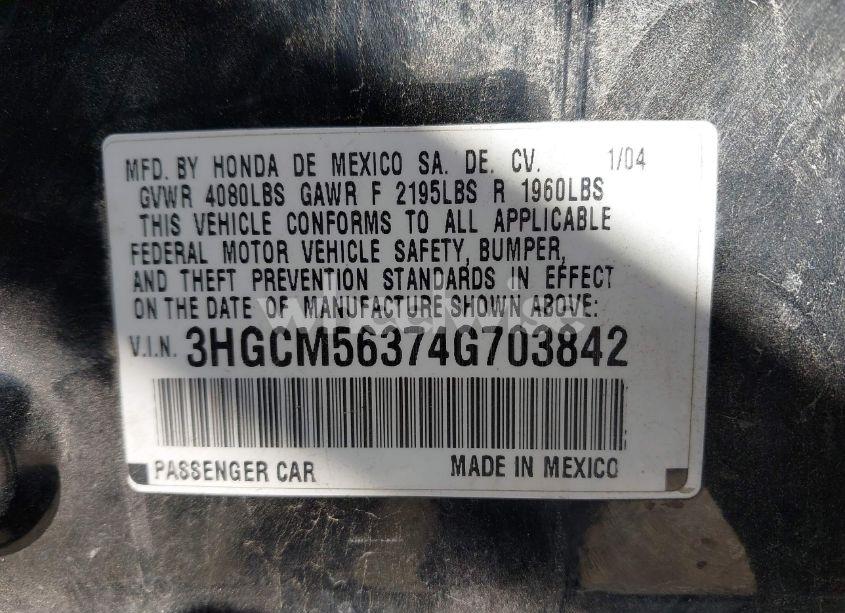 MFD. BY HONDA DE MEXICO SA. DE. CV. 1/04
GVWR 4080LBS GAWR F 2195LBS R 1960LBS
THIS VEHICLE CONFORMS TO ALL APPLICABLE
FEDERAL MOTOR VEHICLE SAFETY, BUMPER,
AND THEFT PREVENTION STANDARDS IN EFFECT
ON THE DATE OF MANUFACTURE SHOWN ABOVE:
V.I.N. 3HGCM56374G703842
PASSENGER CAR MADE IN MEXICO